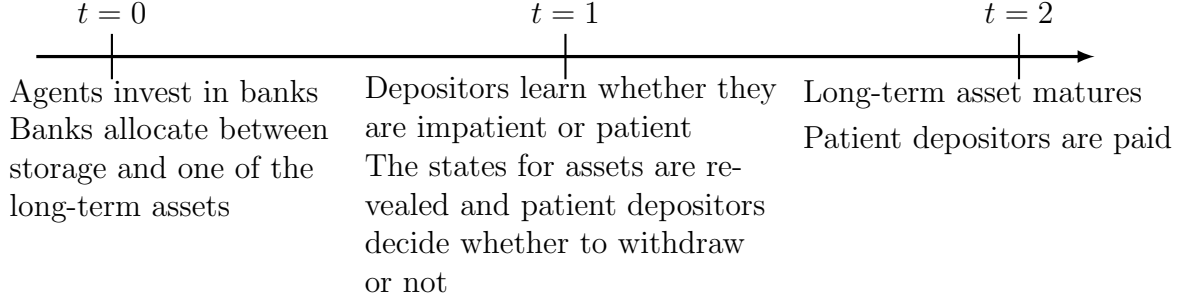 t = 0
t = 1
t = 2
Agents invest in banks
Banks allocate between
storage and one of the
long-term assets
Depositors learn whether they
are impatient or patient
The states for assets are re-
vealed and patient depositors
decide whether to withdraw
or not
Long-term asset matures
Patient depositors are paid